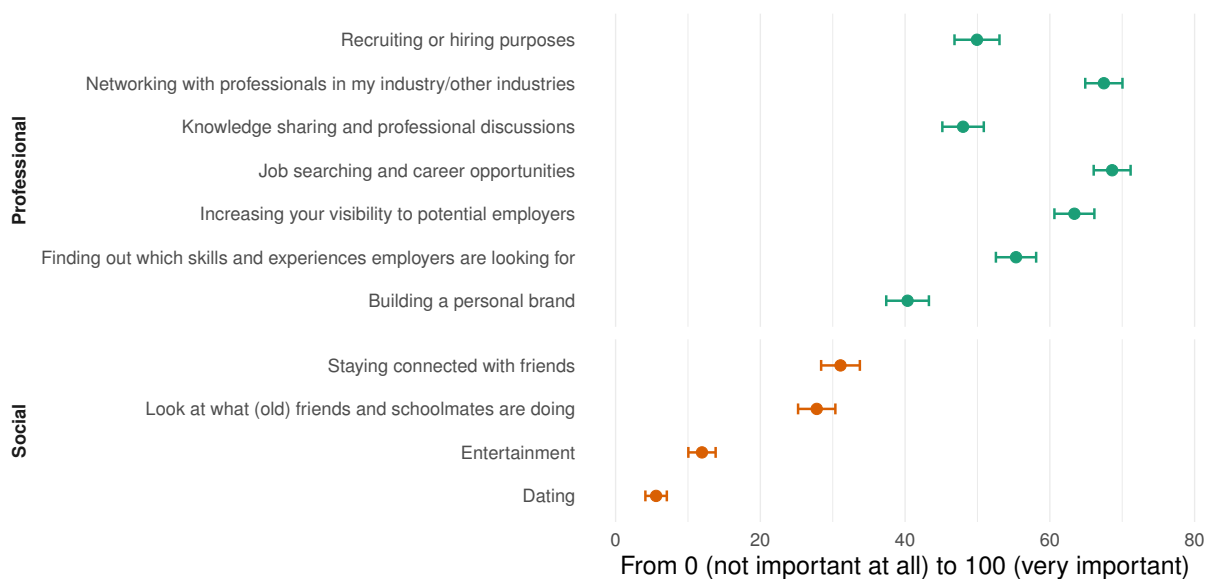 Professional
Recruiting or hiring purposes
Networking with professionals in my industry/other industries
Knowledge sharing and professional discussions
Job searching and career opportunities
Increasing your visibility to potential employers
Finding out which skills and experiences employers are looking for
Building a personal brand
Social
Staying connected with friends
Look at what (old) friends and schoolmates are doing
Entertainment
Dating
0 20 40 60 80
From 0 (not important at all) to 100 (very important)